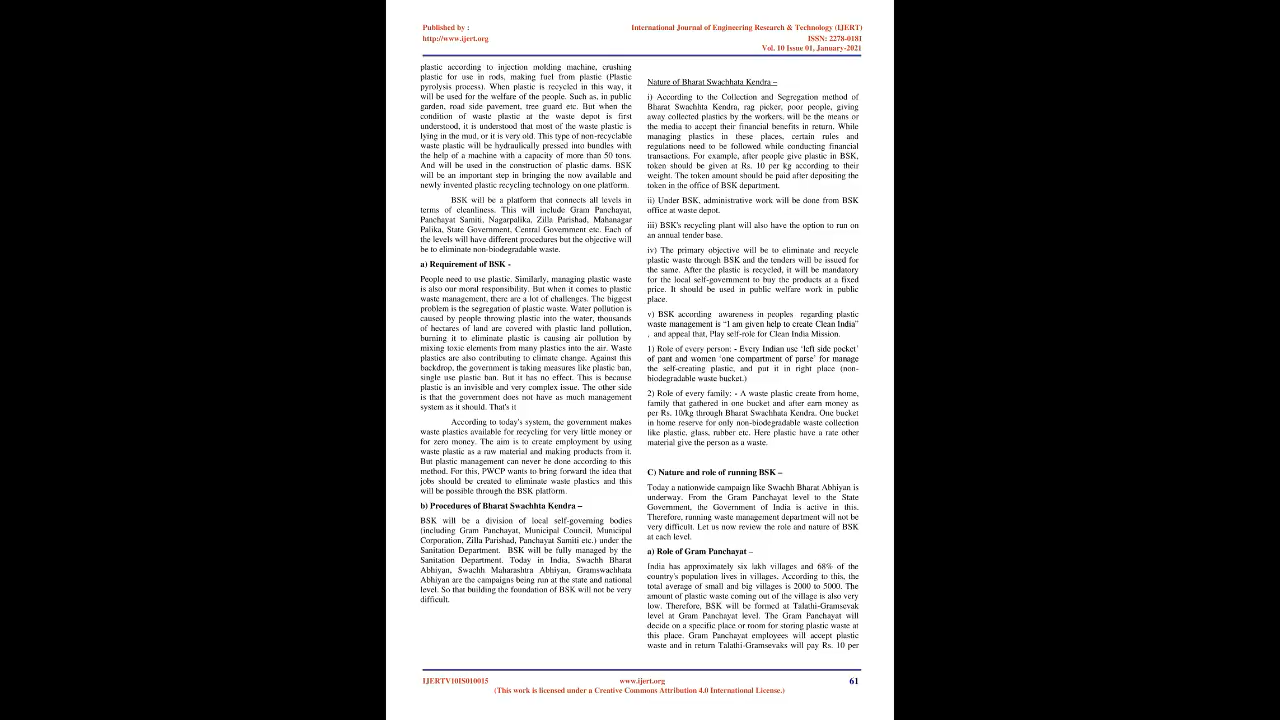 Published by :
http://www.ijert.org
International Journal of Engineering Research & Technology (IJERT)
ISSN: 2278-0181
Vol. 10 Issue 01, January-2021
plastic according to injection molding machine, crushing
plastic for use in rods, making fuel from plastic (Plastic
pyrolysis process). When plastic is recycled in this way, it
will be used for the welfare of the people. Such as, in public
garden, road side pavement, tree guard etc. But when the
condition of waste plastic at the waste depot is first
understood, it is understood that most of the waste plastic is
lying in the mud, or it is very old. This type of non-recyclable
waste plastic will be hydraulically pressed into bundles with
the help of a machine with a capacity of more than 50 tons.
And will be used in the construction of plastic dams. BSK
will be an important step in bringing the now available and
newly invented plastic recycling technology on one platform.
BSK will be a platform that connects all levels in
terms of cleanliness. This will include Gram Panchayat,
Panchayat Samiti, Nagarpalika, Zilla Parishad, Mahanagar
Palika, State Government, Central Government etc. Each of
the levels will have different procedures but the objective will
be to eliminate non-biodegradable waste.
a) Requirement of BSK -
People need to use plastic. Similarly, managing plastic waste
is also our moral responsibility. But when it comes to plastic
waste management, there are a lot of challenges. The biggest
problem is the segregation of plastic waste. Water pollution is
caused by people throwing plastic into the water, thousands
of hectares of land are covered with plastic land pollution,
burning it to eliminate plastic is causing air pollution by
mixing toxic elements from many plastics into the air. Waste
plastics are also contributing to climate change. Against this
backdrop, the government is taking measures like plastic ban,
single use plastic ban. But it has no effect. This is because
plastic is an invisible and very complex issue. The other side
is that the government does not have as much management
system as it should. That's it
According to today's system, the government makes
waste plastics available for recycling for very little money or
for zero money. The aim is to create employment by using
waste plastic as a raw material and making products from it.
But plastic management can never be done according to this
method. For this, PWCP wants to bring forward the idea that
jobs should be created to eliminate waste plastics and this
will be possible through the BSK platform.
b) Procedures of Bharat Swachhta Kendra –
BSK will be a division of local self-governing bodies
(including Gram Panchayat, Municipal Council, Municipal
Corporation, Zilla Parishad, Panchayat Samiti etc.) under the
Sanitation Department. BSK will be fully managed by the
Sanitation Department. Today in India, Swachh Bharat
Abhiyan, Swachh Maharashtra Abhiyan, Gramswachhata
Abhiyan are the campaigns being run at the state and national
level. So that building the foundation of BSK will not be very
difficult.
Nature of Bharat Swachhata Kendra –
i) According to the Collection and Segregation method of
Bharat Swachhta Kendra, rag picker, poor people, giving
away collected plastics by the workers, will be the means or
the media to accept their financial benefits in return. While
managing plastics in these places, certain rules and
regulations need to be followed while conducting financial
transactions. For example, after people give plastic in BSK,
token should be given at Rs. 10 per kg according to their
weight. The token amount should be paid after depositing the
token in the office of BSK department.
ii) Under BSK, administrative work will be done from BSK
office at waste depot.
iii) BSK's recycling plant will also have the option to run on
an annual tender base.
iv) The primary objective will be to eliminate and recycle
plastic waste through BSK and the tenders will be issued for
the same. After the plastic is recycled, it will be mandatory
for the local self-government to buy the products at a fixed
price. It should be used in public welfare work in public
place.
v) BSK according awareness in peoples regarding plastic
waste management is “I am given help to create Clean India”
, and appeal that, Play self-role for Clean India Mission.
1) Role of every person: - Every Indian use ‘left side pocket’
of pant and women ‘one compartment of parse’ for manage
the self-creating plastic, and put it in right place (non-
biodegradable waste bucket.)
2) Role of every family: - A waste plastic create from home,
family that gathered in one bucket and after earn money as
per Rs. 10/kg through Bharat Swachhata Kendra. One bucket
in home reserve for only non-biodegradable waste collection
like plastic, glass, rubber etc. Here plastic have a rate other
material give the person as a waste.
C) Nature and role of running BSK –
Today a nationwide campaign like Swachh Bharat Abhiyan is
underway. From the Gram Panchayat level to the State
Government, the Government of India is active in this.
Therefore, running waste management department will not be
very difficult. Let us now review the role and nature of BSK
at each level.
a) Role of Gram Panchayat –
India has approximately six lakh villages and 68% of the
country's population lives in villages. According to this, the
total average of small and big villages is 2000 to 5000. The
amount of plastic waste coming out of the village is also very
low. Therefore, BSK will be formed at Talathi-Gramsevak
level at Gram Panchayat level. The Gram Panchayat will
decide on a specific place or room for storing plastic waste at
this place. Gram Panchayat employees will accept plastic
waste and in return Talathi-Gramsevaks will pay Rs. 10 per
IJERTV10IS010015
www.ijert.org
(This work is licensed under a Creative Commons Attribution 4.0 International License.)
61